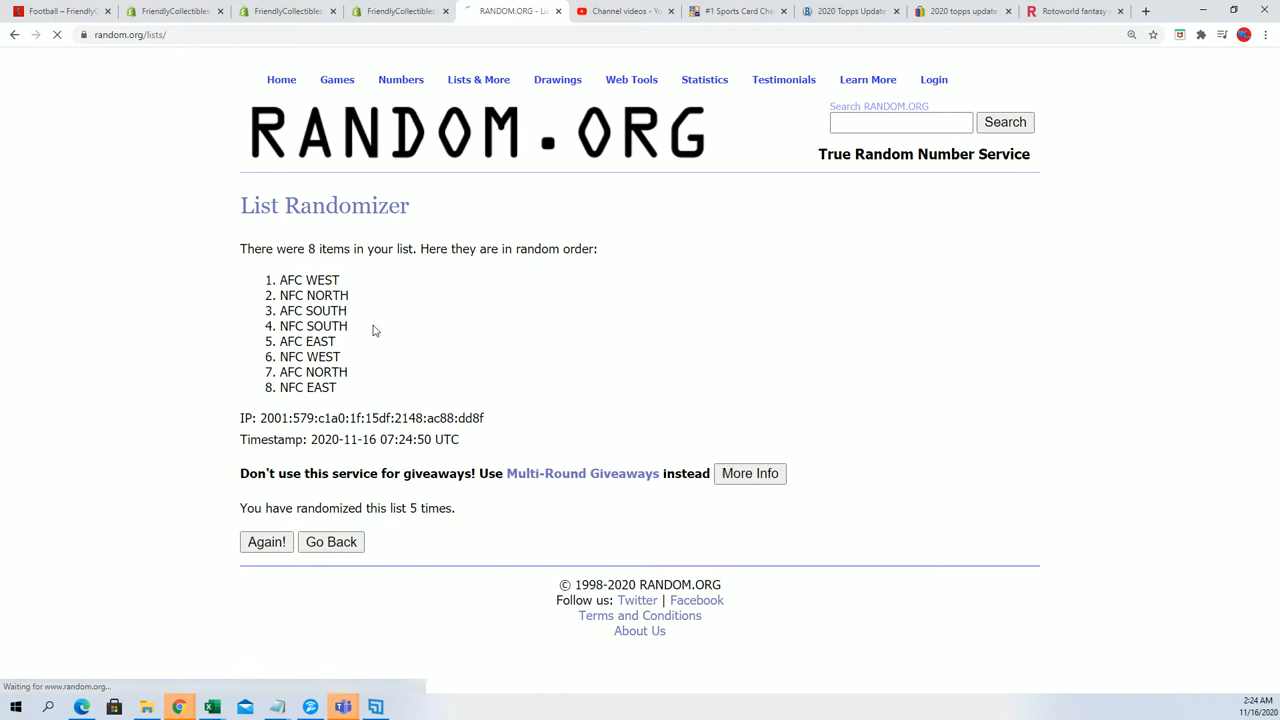 Football – FriendlyC
FriendlyCollectibles
FriendlyCollectibles
FriendlyCollectibles
RANDOM.ORG - Lis
Channel videos - Yo
#1 Sports Card Che
2020 Topps Update
2020 topps update
Rotoworld fantasy s
random.org/lists/
Home Games Numbers Lists & More Drawings Web Tools Statistics Testimonials Learn More Login
RANDOM.ORG
Search RANDOM.ORG
Search
True Random Number Service
List Randomizer
There were 8 items in your list. Here they are in random order:
1. AFC WEST
2. NFC NORTH
3. AFC SOUTH
4. NFC SOUTH
5. AFC EAST
6. NFC WEST
7. AFC NORTH
8. NFC EAST
IP: 2001:579:c1a0:1f:15df:2148:ac88:dd8f
Timestamp: 2020-11-16 07:24:50 UTC
Don't use this service for giveaways! Use Multi-Round Giveaways instead More Info
You have randomized this list 5 times.
Again! Go Back
© 1998-2020 RANDOM.ORG
Follow us: Twitter | Facebook
Terms and Conditions
About Us
Waiting for www.random.org...
2:24 AM
11/16/2020